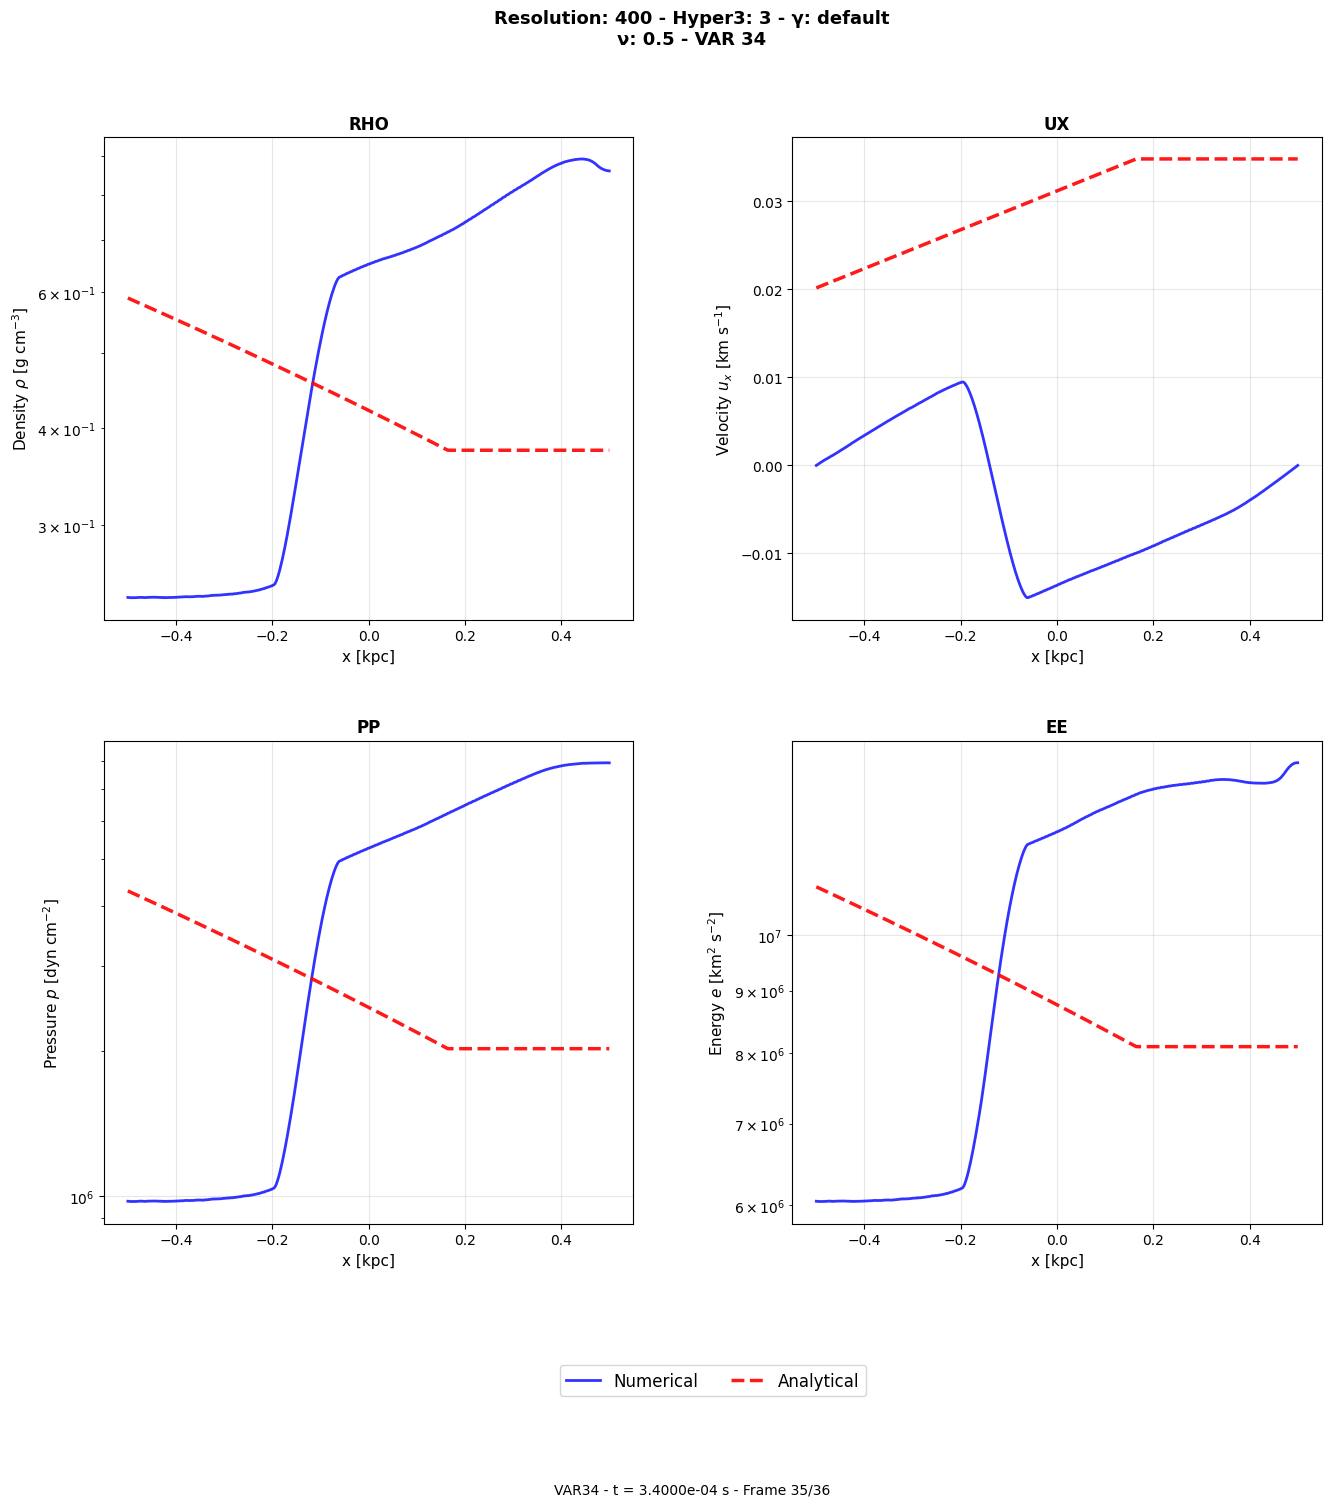 Resolution: 400 - Hyper3: 3 - γ: default
ν: 0.5 - VAR 34
RHO
Density ρ [g cm⁻³]
6 × 10⁻¹
4 × 10⁻¹
3 × 10⁻¹
−0.4 −0.2 0.0 0.2 0.4
x [kpc]
UX
Velocity uₓ [km s⁻¹]
0.03
0.02
0.01
0.00
−0.01
−0.4 −0.2 0.0 0.2 0.4
x [kpc]
PP
Pressure p [dyn cm⁻²]
10⁶
−0.4 −0.2 0.0 0.2 0.4
x [kpc]
EE
Energy e [km² s⁻²]
10⁷
9 × 10⁶
8 × 10⁶
7 × 10⁶
6 × 10⁶
−0.4 −0.2 0.0 0.2 0.4
x [kpc]
Numerical Analytical
VAR34 - t = 3.4000e-04 s - Frame 35/36